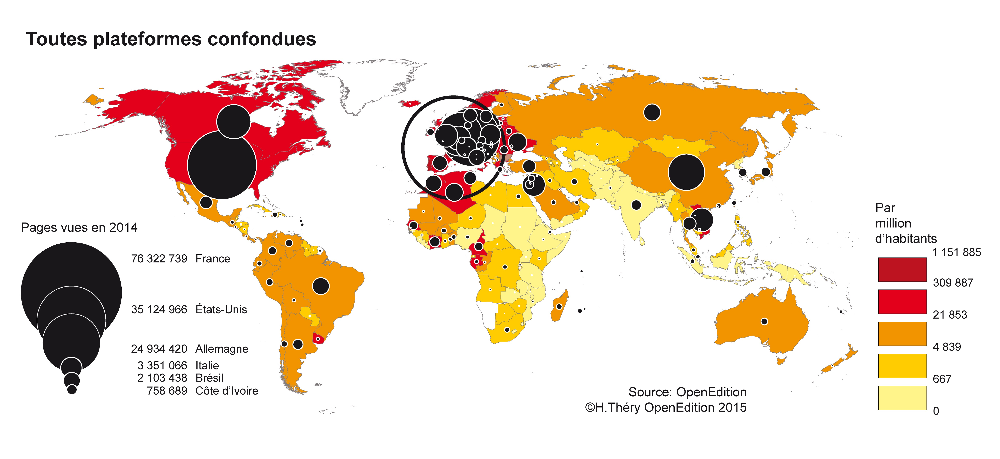 Toutes plateformes confondues
Pages vues en 2014
76 322 739 France
35 124 966 États-Unis
24 934 420 Allemagne
3 351 066 Italie
2 103 438 Brésil
758 689 Côte d’Ivoire
Par
million
d’habitants
1 151 885
309 887
21 853
4 839
667
0
Source: OpenEdition
©H.Théry OpenEdition 2015